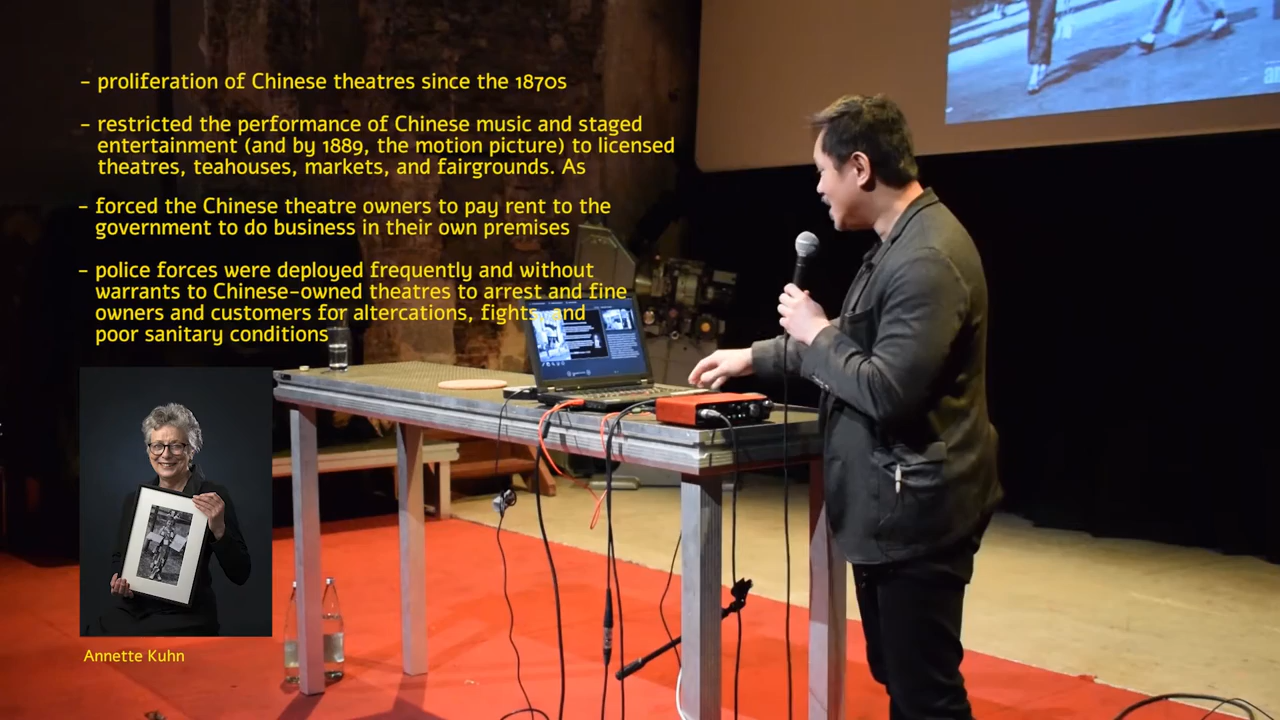 - proliferation of Chinese theatres since the 1870s
- restricted the performance of Chinese music and staged
entertainment (and by 1889, the motion picture) to licensed
theatres, teahouses, markets, and fairgrounds. As
- forced the Chinese theatre owners to pay rent to the
government to do business in their own premises
- police forces were deployed frequently and without
warrants to Chinese-owned theatres to arrest and fine
owners and customers for altercations, fights, and
poor sanitary conditions
Annette Kuhn